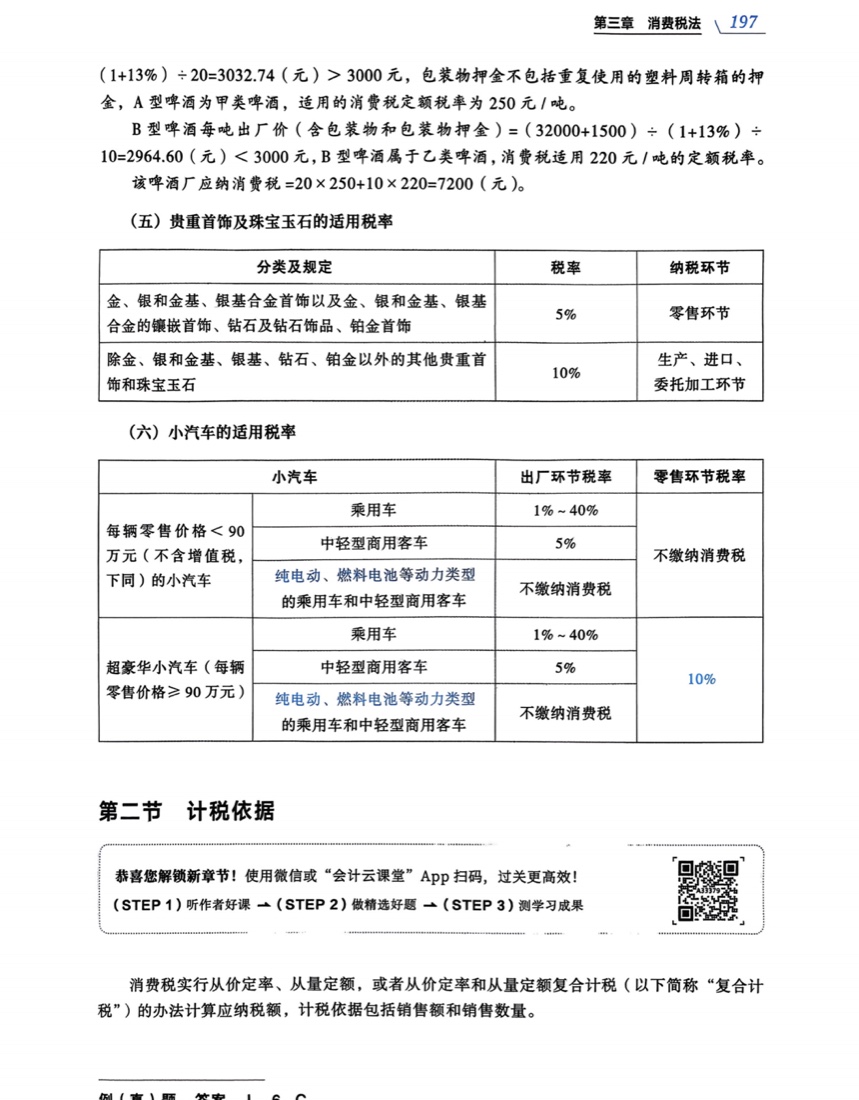 第三章 消费税法 197
(1+13%)÷20=3032.74(元)> 3000 元,包装物押金不包括重复使用的塑料周转箱的押
金,A 型啤酒为甲类啤酒,适用的消费税定额税率为 250 元 / 吨。
B 型啤酒每吨出厂价(含包装物和包装物押金)=(32000+1500)÷(1+13%)÷
10=2964.60(元)< 3000 元,B 型啤酒属于乙类啤酒,消费税适用 220 元 / 吨的定额税率。
该啤酒厂应纳消费税 =20×250+10×220=7200(元)。
(五)贵重首饰及珠宝玉石的适用税率
分类及规定 税率 纳税环节
金、银和金基、银基合金首饰以及金、银和金基、银基
合金的镶嵌首饰、钻石及钻石饰品、铂金首饰
5%
零售环节
除金、银和金基、银基、钻石、铂金以外的其他贵重首
饰和珠宝玉石
10%
生产、进口、
委托加工环节
(六)小汽车的适用税率
小汽车 出厂环节税率 零售环节税率
每辆零售价格< 90
万元(不含增值税,
下同)的小汽车
乘用车 1% ~ 40%
中轻型商用客车 5%
纯电动、燃料电池等动力类型
的乘用车和中轻型商用客车
不缴纳消费税
不缴纳消费税
超豪华小汽车(每辆
零售价格≥ 90 万元)
乘用车 1% ~ 40%
中轻型商用客车 5%
纯电动、燃料电池等动力类型
的乘用车和中轻型商用客车
不缴纳消费税
10%
第二节 计税依据
恭喜您解锁新章节!使用微信或“会计云课堂”App 扫码,过关更高效!
(STEP 1)听作者好课 ⇀(STEP 2)做精选好题 ⇀(STEP 3)测学习成果
A33379
消费税实行从价定率、从量定额,或者从价定率和从量定额复合计税(以下简称“复合计
税”)的办法计算应纳税额,计税依据包括销售额和销售数量。